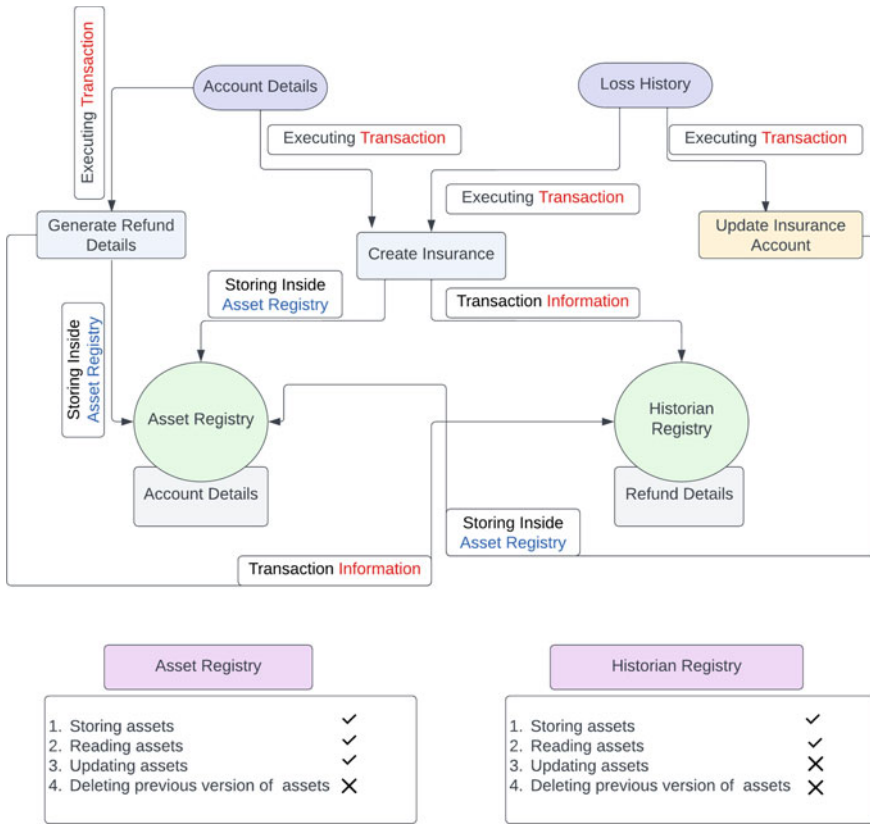 Executing Transaction
Account Details
Loss History
Executing Transaction
Executing Transaction
Executing Transaction
Generate Refund
Details
Create Insurance
Update Insurance
Account
Storing Inside
Asset Registry
Transaction Information
Storing Inside
Asset Registry
Asset Registry
Historian
Registry
Account Details
Refund Details
Storing Inside
Asset Registry
Transaction Information
Asset Registry
1. Storing assets ✓
2. Reading assets ✓
3. Updating assets ✓
4. Deleting previous version of assets ✕
Historian Registry
1. Storing assets ✓
2. Reading assets ✓
3. Updating assets ✕
4. Deleting previous version of assets ✕